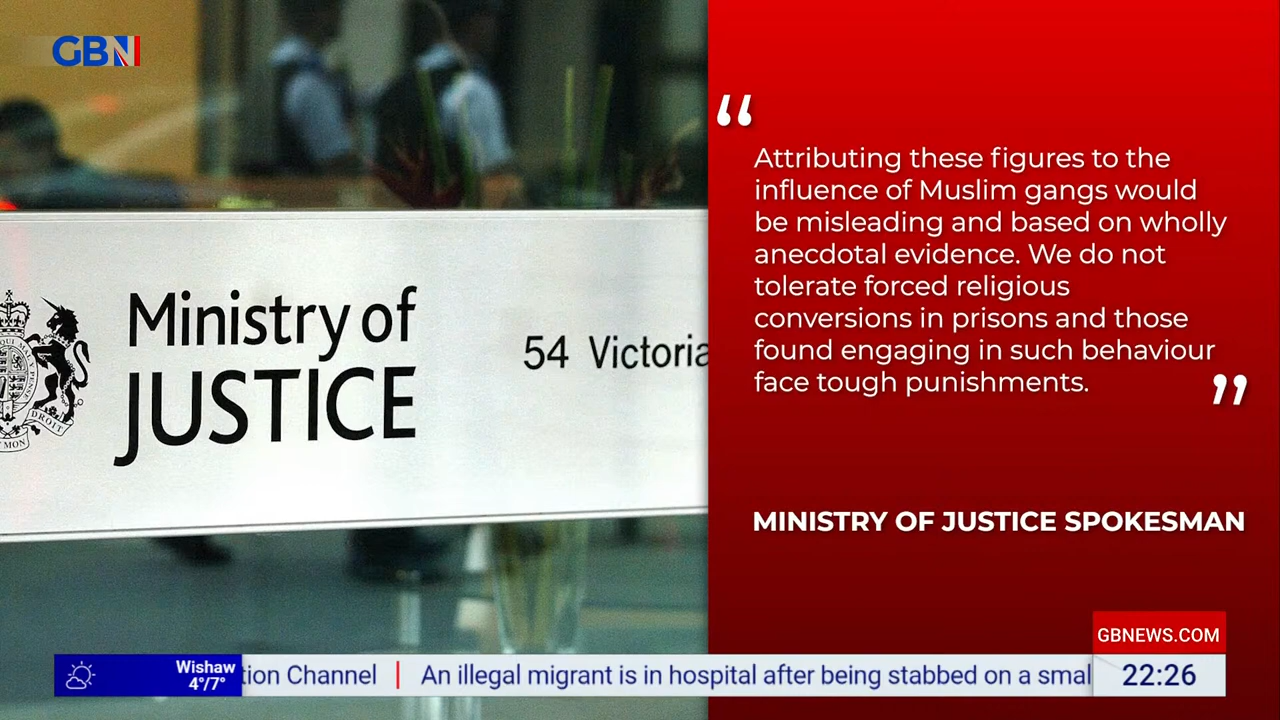 GBN
“
Attributing these figures to the
influence of Muslim gangs would
be misleading and based on wholly
anecdotal evidence. We do not
tolerate forced religious
conversions in prisons and those
found engaging in such behaviour
face tough punishments.
”
MINISTRY OF JUSTICE SPOKESMAN
Ministry of
JUSTICE
54 Victoria
DROIT
MON
GBNEWS.COM
Wishaw
4°/7°
tion Channel | An illegal migrant is in hospital after being stabbed on a smal
22:26